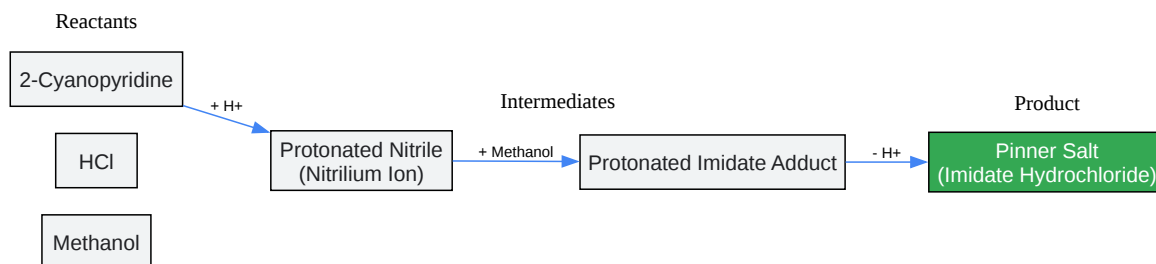 Reactants
2-Cyanopyridine
+ H+
HCl
Methanol
Intermediates
Protonated Nitrile
(Nitrilium Ion)
+ Methanol
Protonated Imidate Adduct
- H+
Product
Pinner Salt
(Imidate Hydrochloride)